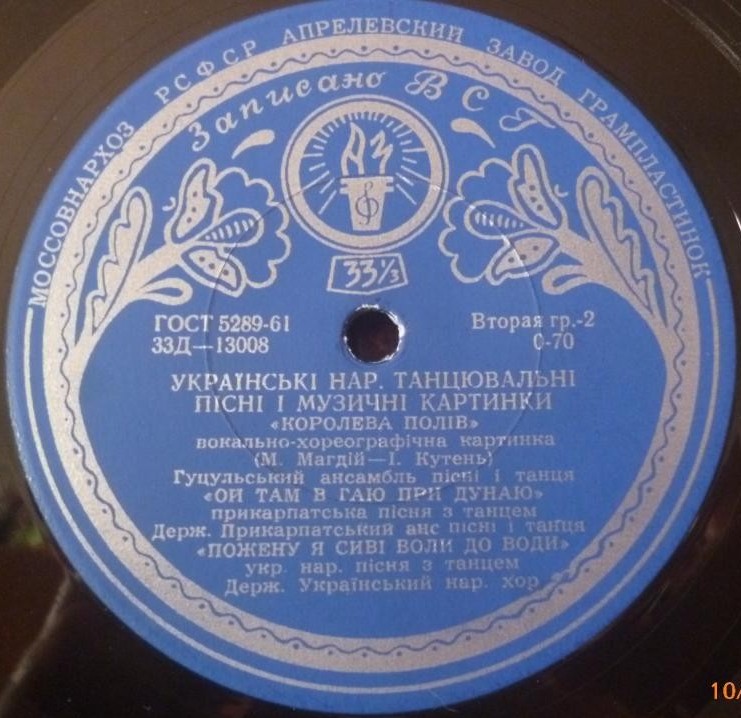 МОССОВНАРХОЗ РСФСР АПРЕЛЕВСКИЙ ЗАВОД ГРАМПЛАСТИНОК
Записано ВСГ
33⅓
ГОСТ 5289-61
Вторая гр.-2
33Д—13008
0-70
УКРАЇНСЬКІ НАР. ТАНЦЮВАЛЬНІ
ПІСНІ І МУЗИЧНІ КАРТИНКИ
«КОРОЛЕВА ПОЛІВ»
вокально-хореографічна картинка
(М. Магдій—І. Кутень)
Гуцульський ансамбль пісні і танця
«ОЙ ТАМ В ГАЮ ПРИ ДУНАЮ»
прикарпатська пісня з танцем
Держ. Прикарпатський анс пісні і танця
«ПОЖЕНУ Я СИВІ ВОЛИ ДО ВОДИ»
укр. нар. пісня з танцем
Держ. Український нар. хор
10/